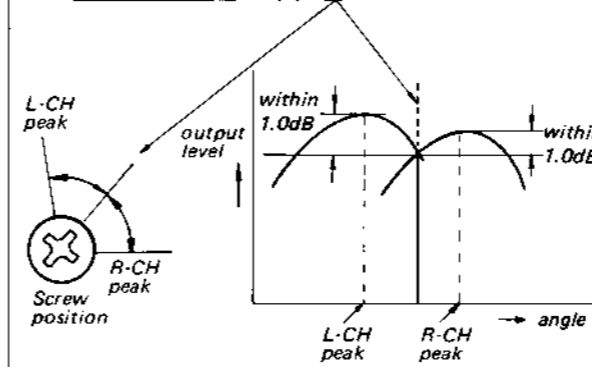 L-CH
peak
R-CH
peak
Screw
position
output
level
within
1.0dB
within
1.0dB
L-CH
peak
R-CH
peak
angle